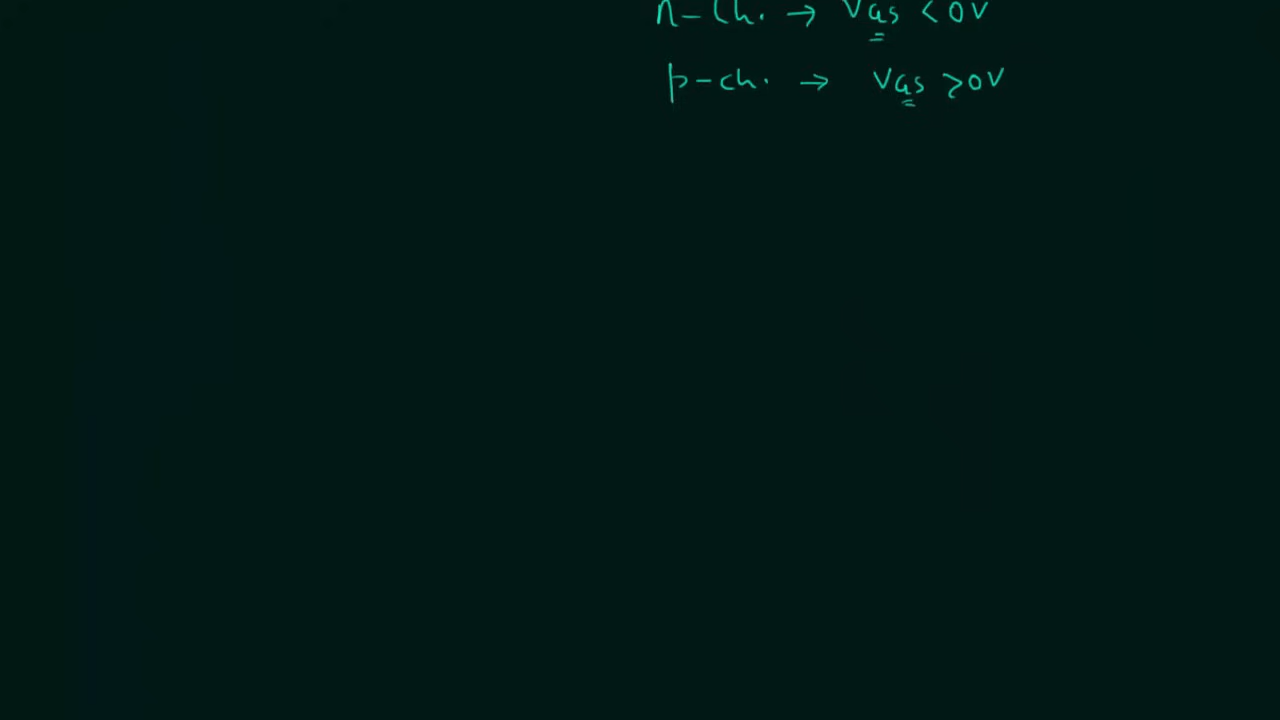 n-ch. → VGS < 0V
p-ch. → VGS > 0V